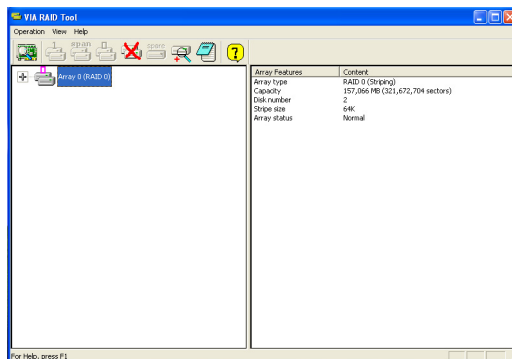 VIA RAID Tool
Operation View Help
1 span 0 spare ?
Array 0 (RAID 0)
Array Features Content
Array type RAID 0 (Striping)
Capacity 157,066 MB (321,672,704 sectors)
Disk number 2
Stripe size 64K
Array status Normal
For Help, press F1